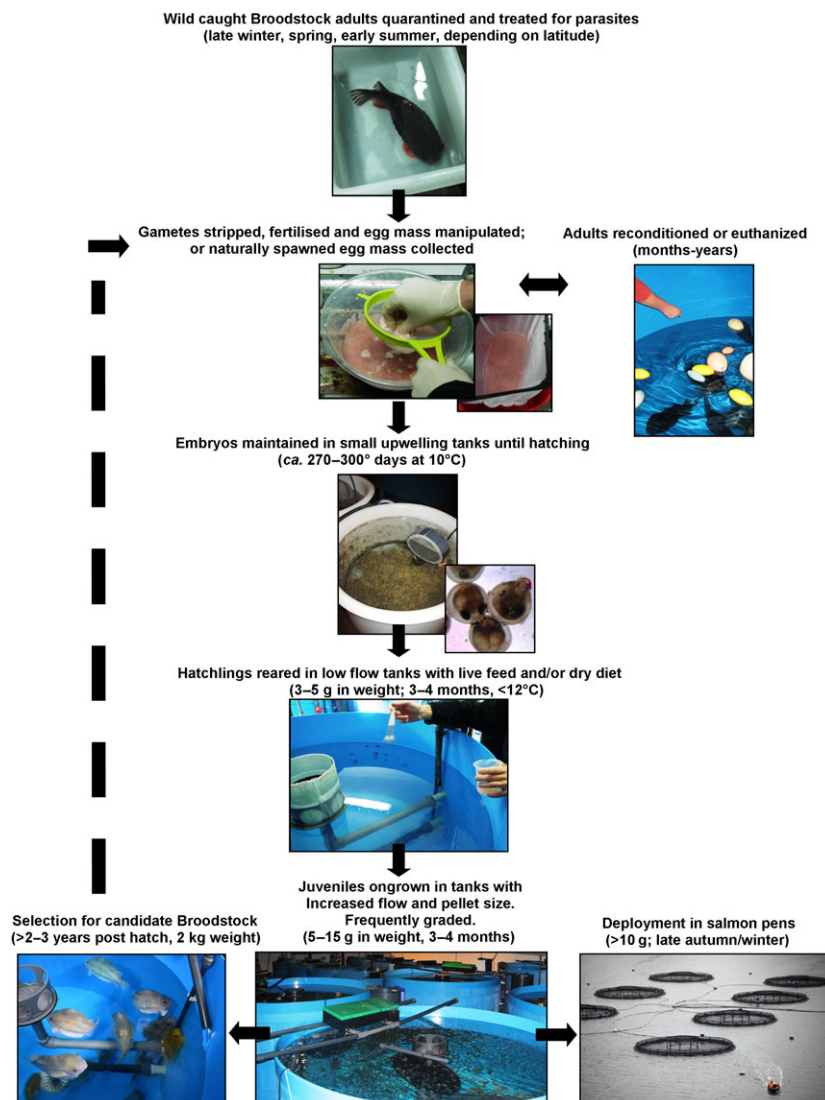 Wild caught Broodstock adults quarantined and treated for parasites
(late winter, spring, early summer, depending on latitude)
Gametes stripped, fertilised and egg mass manipulated;
or naturally spawned egg mass collected
Adults reconditioned or euthanized
(months-years)
Embryos maintained in small upwelling tanks until hatching
(ca. 270–300° days at 10°C)
Hatchlings reared in low flow tanks with live feed and/or dry diet
(3–5 g in weight; 3–4 months, <12°C)
Juveniles ongrown in tanks with
Increased flow and pellet size.
Frequently graded.
(5–15 g in weight, 3–4 months)
Selection for candidate Broodstock
(>2–3 years post hatch, 2 kg weight)
Deployment in salmon pens
(>10 g; late autumn/winter)